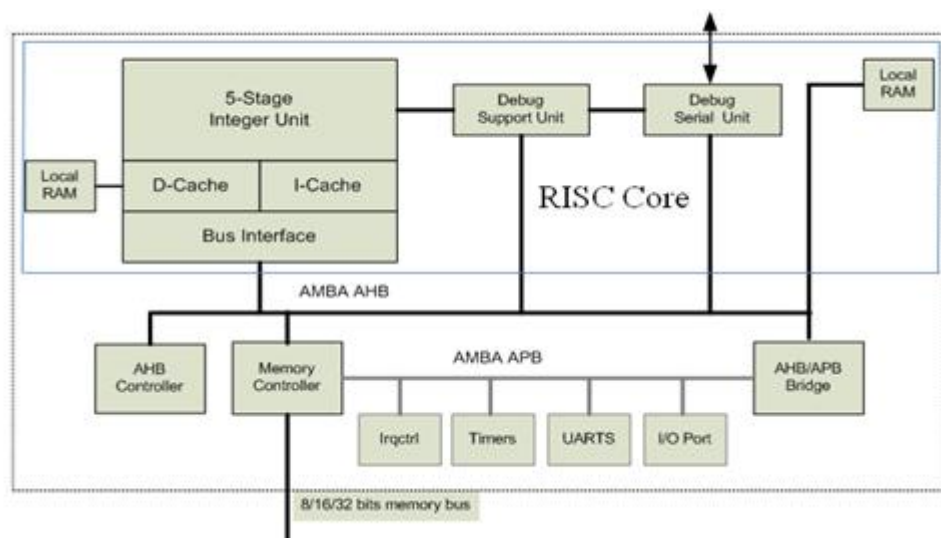 5-Stage
Integer Unit
Debug
Support Unit
Debug
Serial Unit
Local
RAM
Local
RAM
D-Cache
I-Cache
RISC Core
Bus Interface
AMBA AHB
AHB
Controller
Memory
Controller
AMBA APB
AHB/APB
Bridge
Irqctrl
Timers
UARTS
I/O Port
8/16/32 bits memory bus